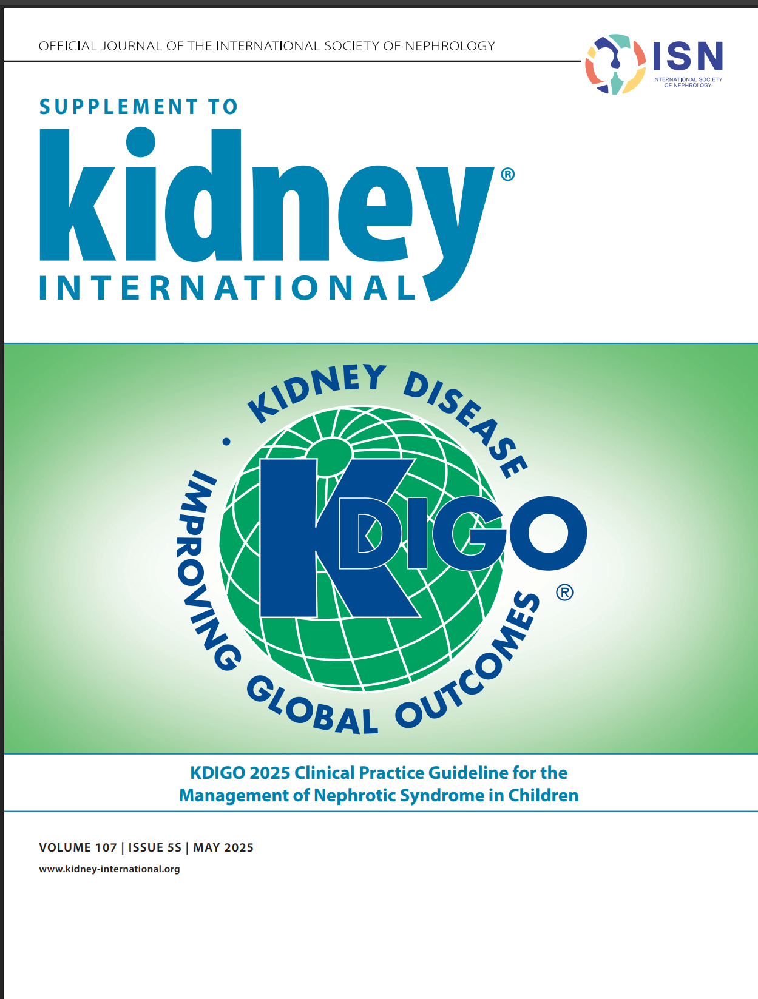 OFFICIAL JOURNAL OF THE INTERNATIONAL SOCIETY OF NEPHROLOGY
ISN
INTERNATIONAL SOCIETY
OF NEPHROLOGY
SUPPLEMENT TO
kidney®
INTERNATIONAL
• KIDNEY DISEASE
IMPROVING GLOBAL OUTCOMES
KDIGO®
KDIGO 2025 Clinical Practice Guideline for the
Management of Nephrotic Syndrome in Children
VOLUME 107 | ISSUE 5S | MAY 2025
www.kidney-international.org